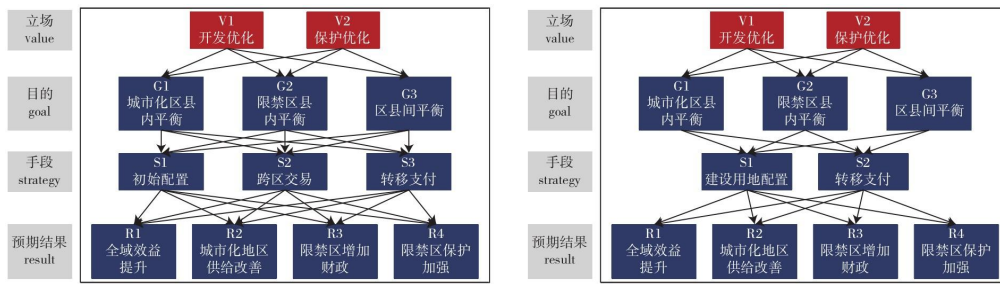 立场
value
V1
开发优化
V2
保护优化
目的
goal
G1
城市化区县
内平衡
G2
限禁区县
内平衡
G3
区县间平衡
手段
strategy
S1
初始配置
S2
跨区交易
S3
转移支付
预期结果
result
R1
全域效益
提升
R2
城市化地区
供给改善
R3
限禁区增加
财政
R4
限禁区保护
加强
立场
value
V1
开发优化
V2
保护优化
目的
goal
G1
城市化区县
内平衡
G2
限禁区县
内平衡
G3
区县间平衡
手段
strategy
S1
建设用地配置
S2
转移支付
预期结果
result
R1
全域效益
提升
R2
城市化地区
供给改善
R3
限禁区增加
财政
R4
限禁区保护
加强